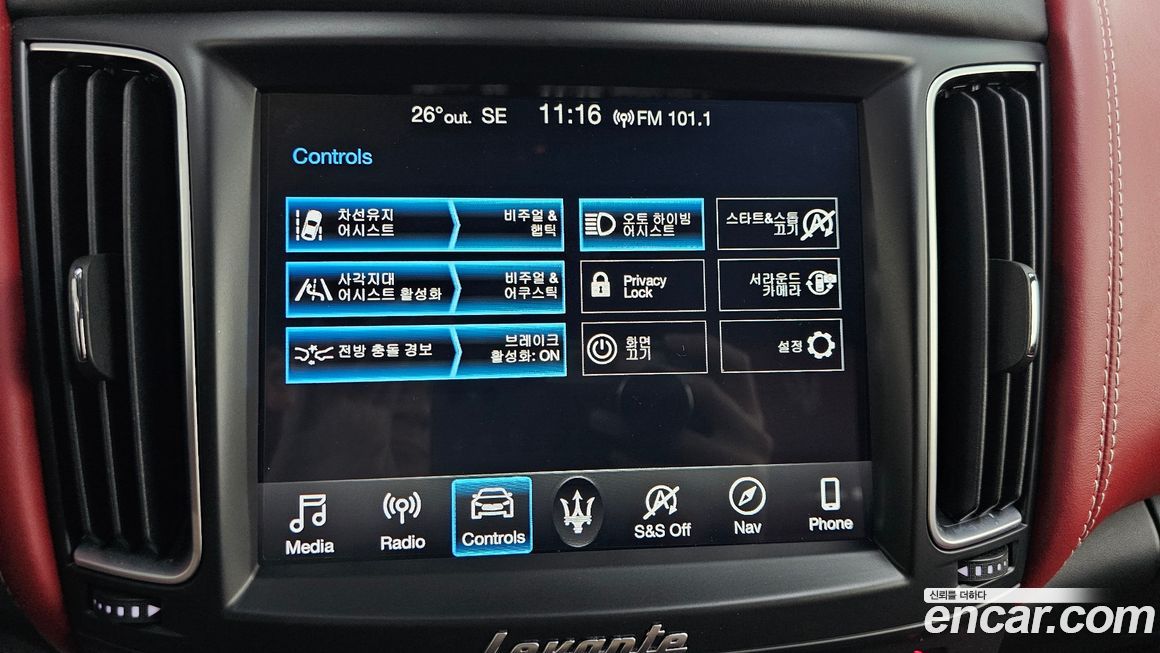 26° out. SE 11:16 FM 101.1
Controls
차선유지
어시스트
비주얼 &
햅틱
오토 하이빔
어시스트
스타트&스톱
끄기
사각지대
어시스트 활성화
비주얼 &
어쿠스틱
Privacy
Lock
서라운드
카메라
전방 충돌 경보
브레이크
활성화: ON
화면
끄기
설정
Media
Radio
Controls
S&S Off
Nav
Phone
Levante
신뢰를 더하다
encar.com